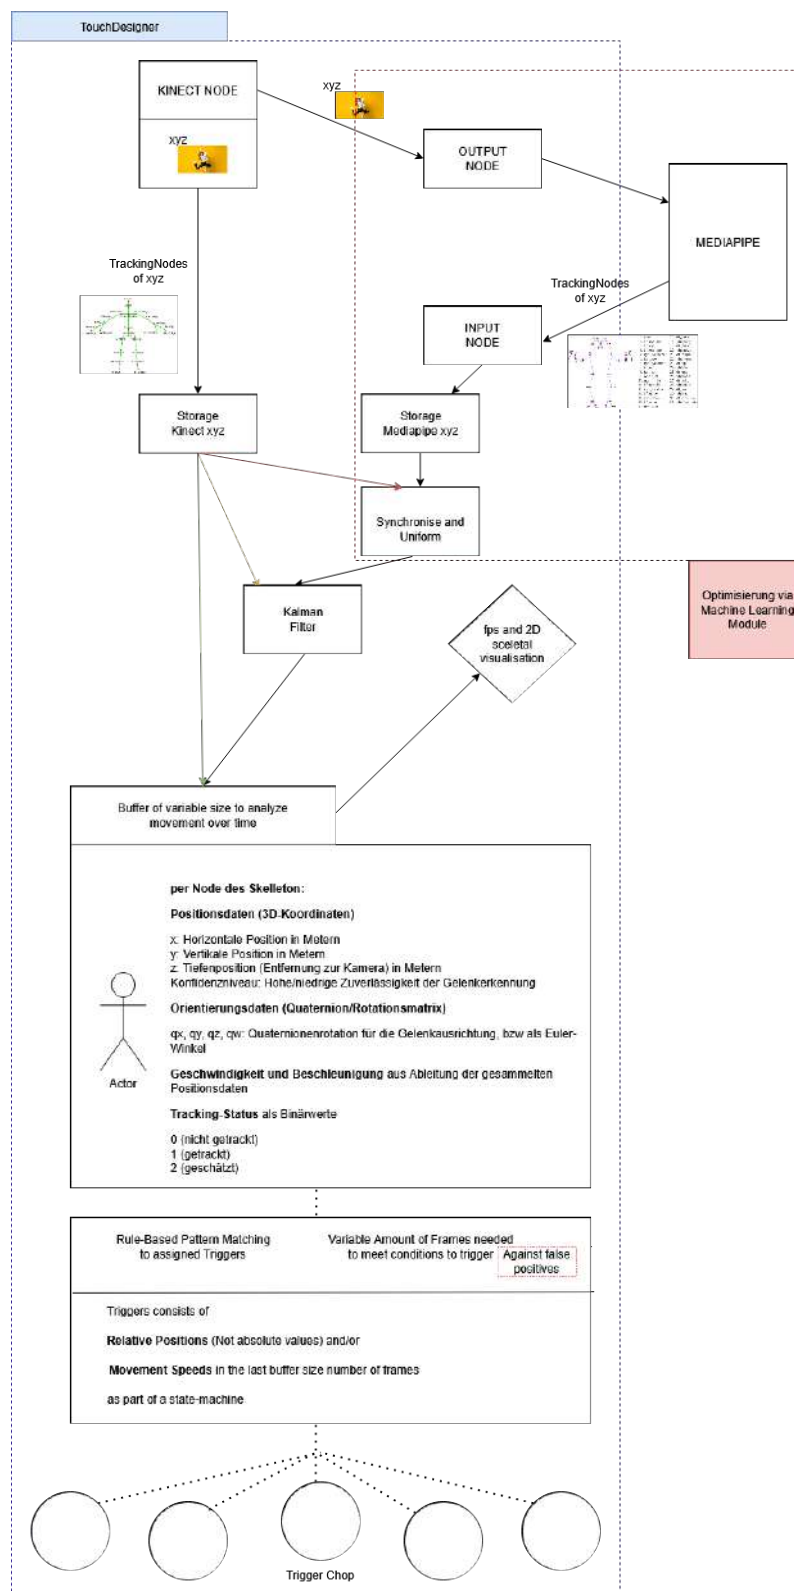 TouchDesigner
KINECT NODE
xyz
xyz
OUTPUT
NODE
MEDIAPIPE
TrackingNodes
of xyz
TrackingNodes
of xyz
INPUT
NODE
Storage
Kinect xyz
Storage
Mediapipe xyz
Synchronise and
Uniform
Kalman
Filter
fps and 2D
sceletal
visualisation
Optimisierung via
Machine Learning
Module
Buffer of variable size to analyze
movement over time
per Node des Skelleton:
Positionsdaten (3D-Koordinaten)
x: Horizontale Position in Metern
y: Vertikale Position in Metern
z: Tiefenposition (Entfernung zur Kamera) in Metern
Konfidenzniveau: Hohe/niedrige Zuverlässigkeit der Gelenkerkennung
Orientierungsdaten (Quaternion/Rotationsmatrix)
qx, qy, qz, qw: Quaternionenrotation für die Gelenkausrichtung, bzw als Euler-
Winkel
Geschwindigkeit und Beschleunigung aus Ableitung der gesammelten
Positionsdaten
Tracking-Status als Binärwerte
0 (nicht getrackt)
1 (getrackt)
2 (geschätzt)
Actor
Rule-Based Pattern Matching
to assigned Triggers
Variable Amount of Frames needed
to meet conditions to trigger
Against false
positives
Triggers consists of
Relative Positions (Not absolute values) and/or
Movement Speeds in the last buffer size number of frames
as part of a state-machine
Trigger Chop